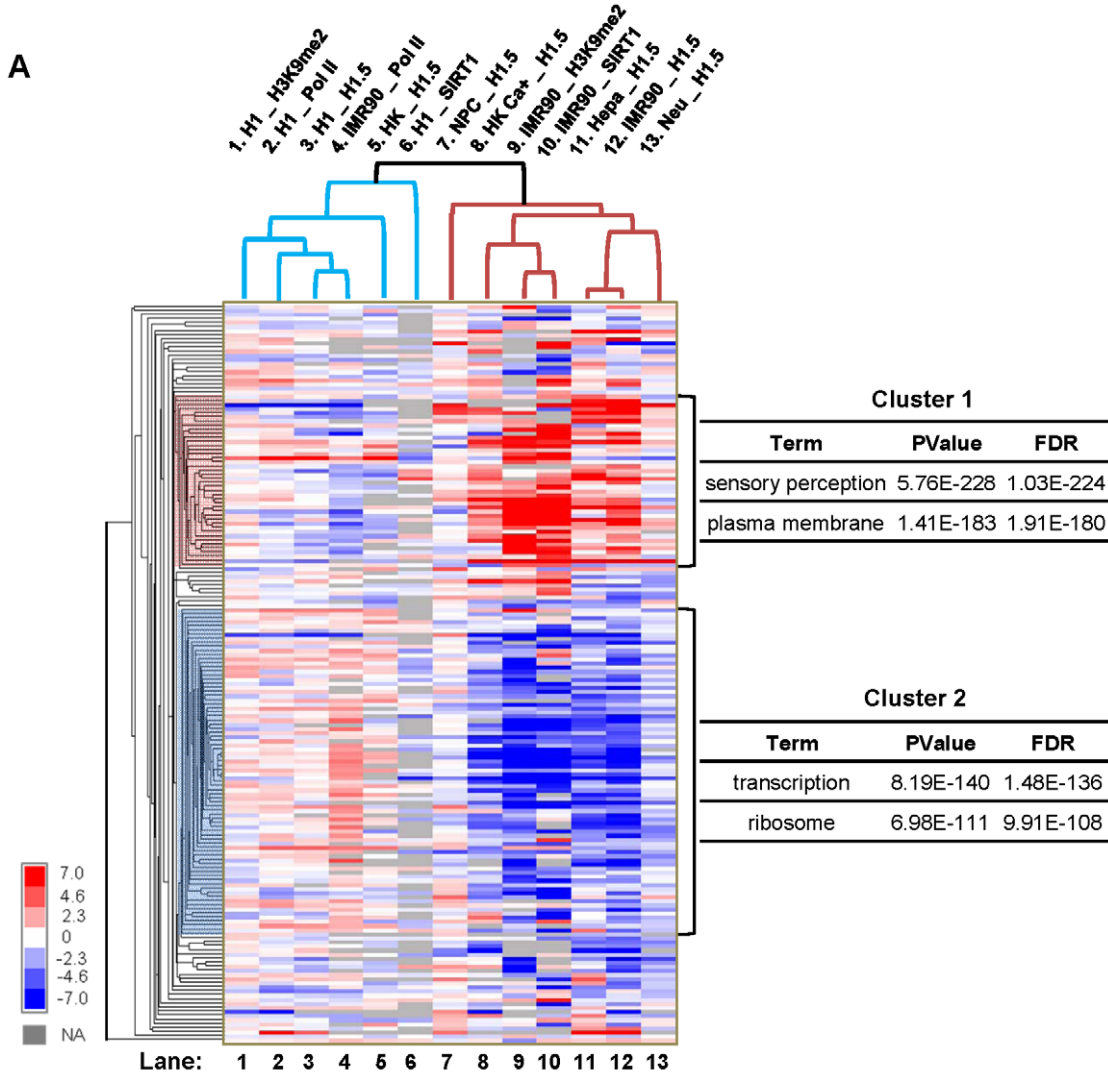 A
1. H1 _ H3K9me2
2. H1 _ Pol II
3. H1 _ H1.5
4. IMR90 _ Pol II
5. HK _ H1.5
6. H1 _ SIRT1
7. NPC _ H1.5
8. HK Ca+ _ H1.5
9. IMR90 _ H3K9me2
10. IMR90 _ SIRT1
11. Hepa _ H1.5
12. IMR90 _ H1.5
13. Neu _ H1.5
Cluster 1
Term PValue FDR
sensory perception 5.76E-228 1.03E-224
plasma membrane 1.41E-183 1.91E-180
Cluster 2
Term PValue FDR
transcription 8.19E-140 1.48E-136
ribosome 6.98E-111 9.91E-108
7.0
4.6
2.3
0
-2.3
-4.6
-7.0
NA
Lane: 1 2 3 4 5 6 7 8 9 10 11 12 13